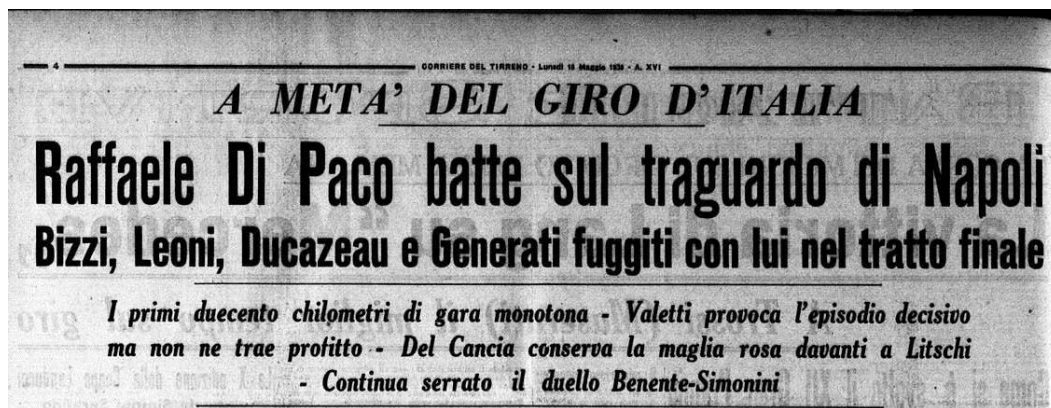 4
CORRIERE DEL TIRRENO - Lunedì 16 Maggio 1938 - A. XVI
A META' DEL GIRO D'ITALIA
Raffaele Di Paco batte sul traguardo di Napoli
Bizzi, Leoni, Ducazeau e Generati fuggiti con lui nel tratto finale
I primi duecento chilometri di gara monotona - Valetti provoca l'episodio decisivo
ma non ne trae profitto - Del Cancia conserva la maglia rosa davanti a Litschi
- Continua serrato il duello Benente-Simonini